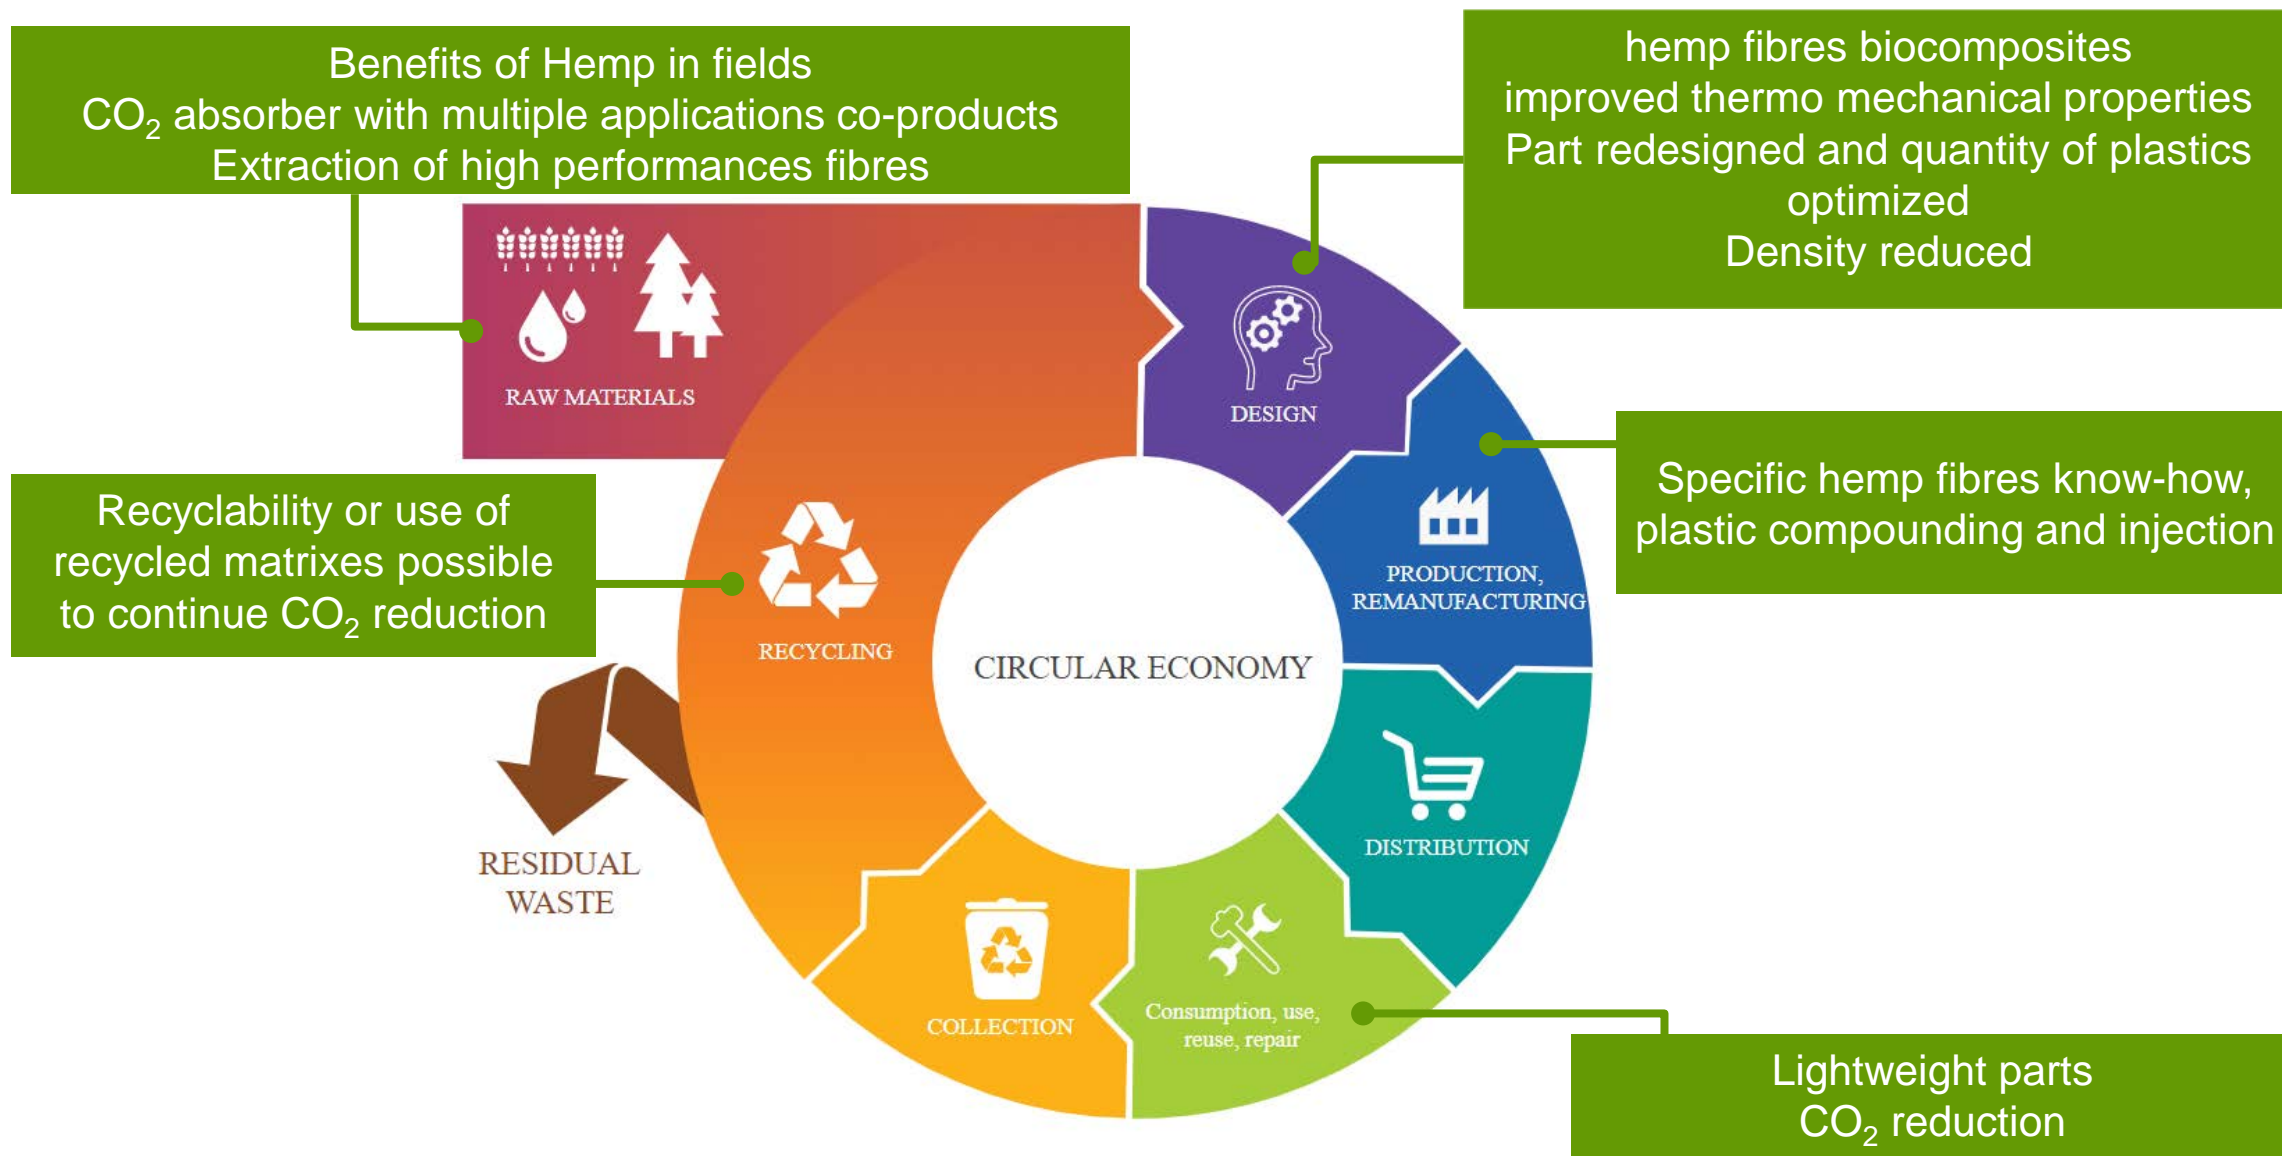 Benefits of Hemp in fields
CO₂ absorber with multiple applications co-products
Extraction of high performances fibres
hemp fibres biocomposites
improved thermo mechanical properties
Part redesigned and quantity of plastics
optimized
Density reduced
RAW MATERIALS
DESIGN
Specific hemp fibres know-how,
plastic compounding and injection
Recyclability or use of
recycled matrixes possible
to continue CO₂ reduction
PRODUCTION,
REMANUFACTURING
RECYCLING
CIRCULAR ECONOMY
DISTRIBUTION
RESIDUAL
WASTE
COLLECTION
Consumption, use,
reuse, repair
Lightweight parts
CO₂ reduction